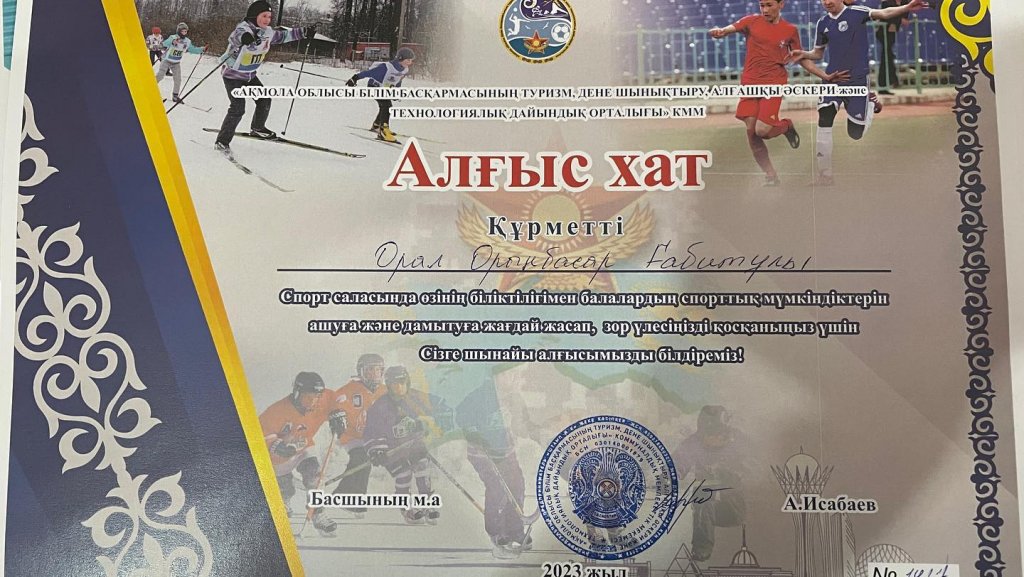 «АҚМОЛА ОБЛЫСЫ БІЛІМ БАСҚАРМАСЫНЫҢ ТУРИЗМ, ДЕНЕ ШЫНЫҚТЫРУ, АЛҒАШҚЫ ӘСКЕРИ және
ТЕХНОЛОГИЯЛЫҚ ДАЙЫНДЫҚ ОРТАЛЫҒЫ» КММ
Алғыс хат
Құрметті
Орал Орынбасар Ғабитұлы
Спорт саласында өзінің біліктілігімен балалардың спорттық мүмкіндіктерін
ашуға және дамытуға жағдай жасап, зор үлесіңізді қосқаныңыз үшін
Сізге шынайы алғысымызды білдіреміз!
Басшының м.а
А.Исабаев
2023 жыл
№